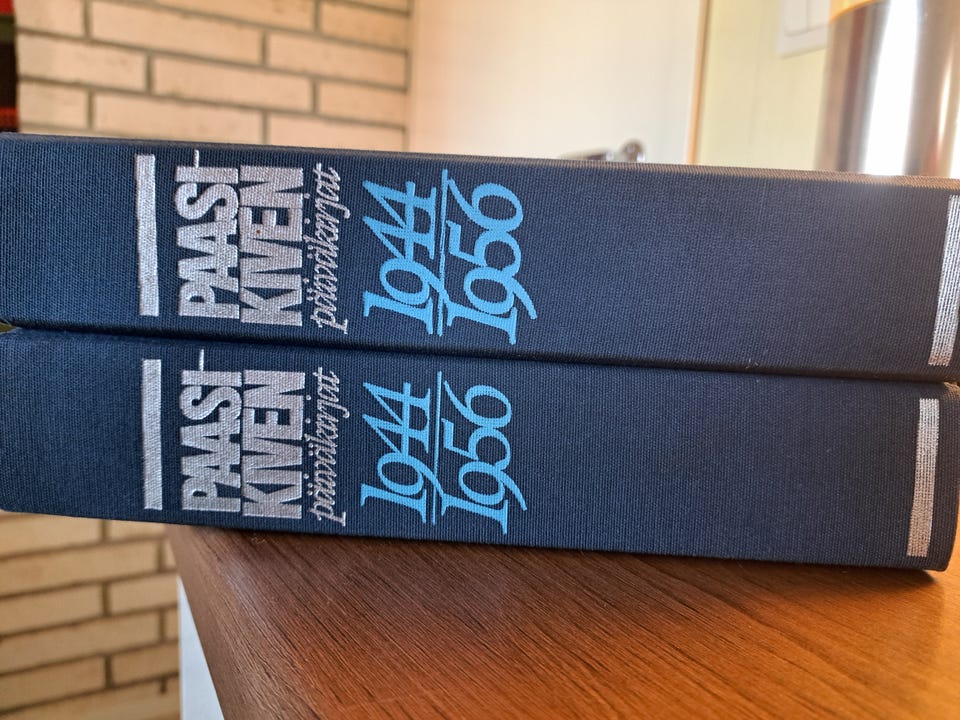 PAASI-
KIVEN
päiväkirjat
1944
1956
PAASI-
KIVEN
päiväkirjat
1944
1956